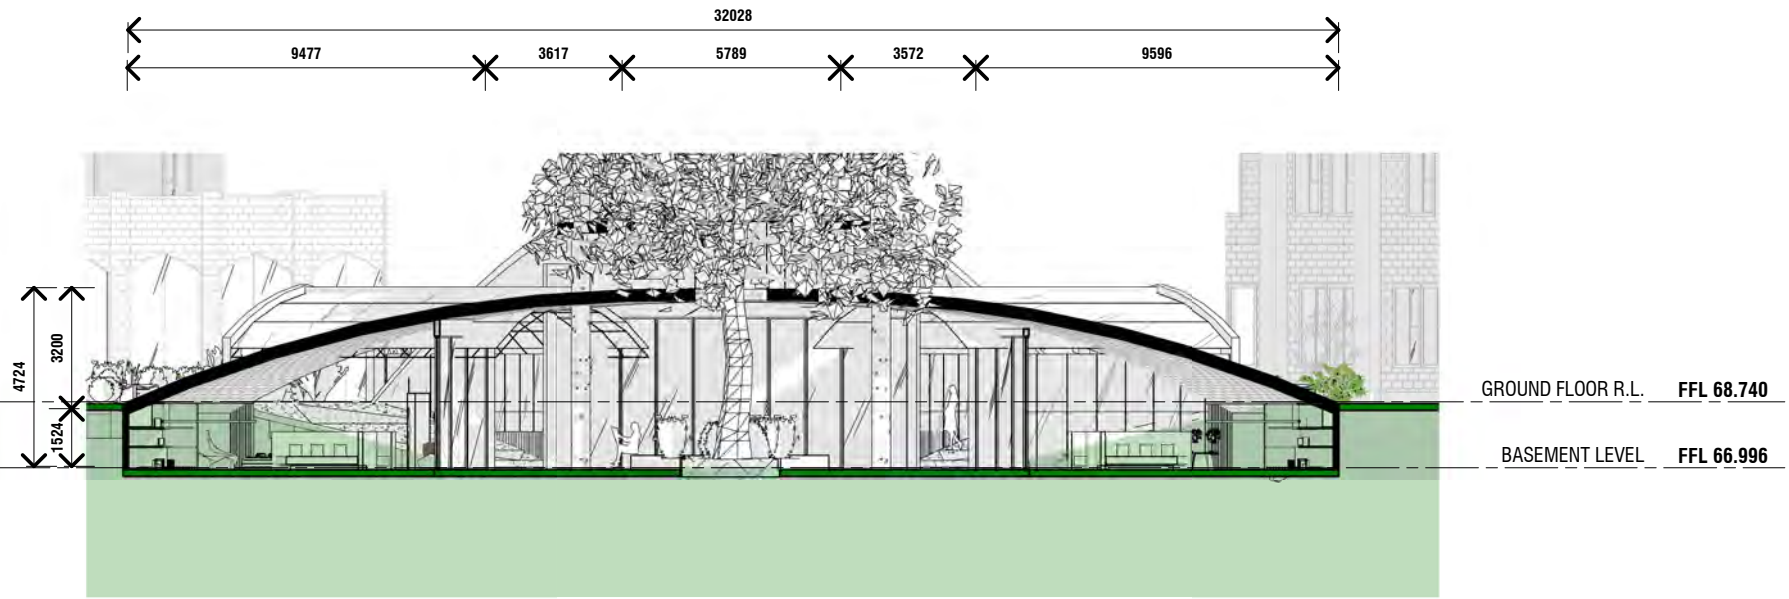 32028
9477 3617 5789 3572 9596
4724
3200
1524
GROUND FLOOR R.L. FFL 68.740
BASEMENT LEVEL FFL 66.996